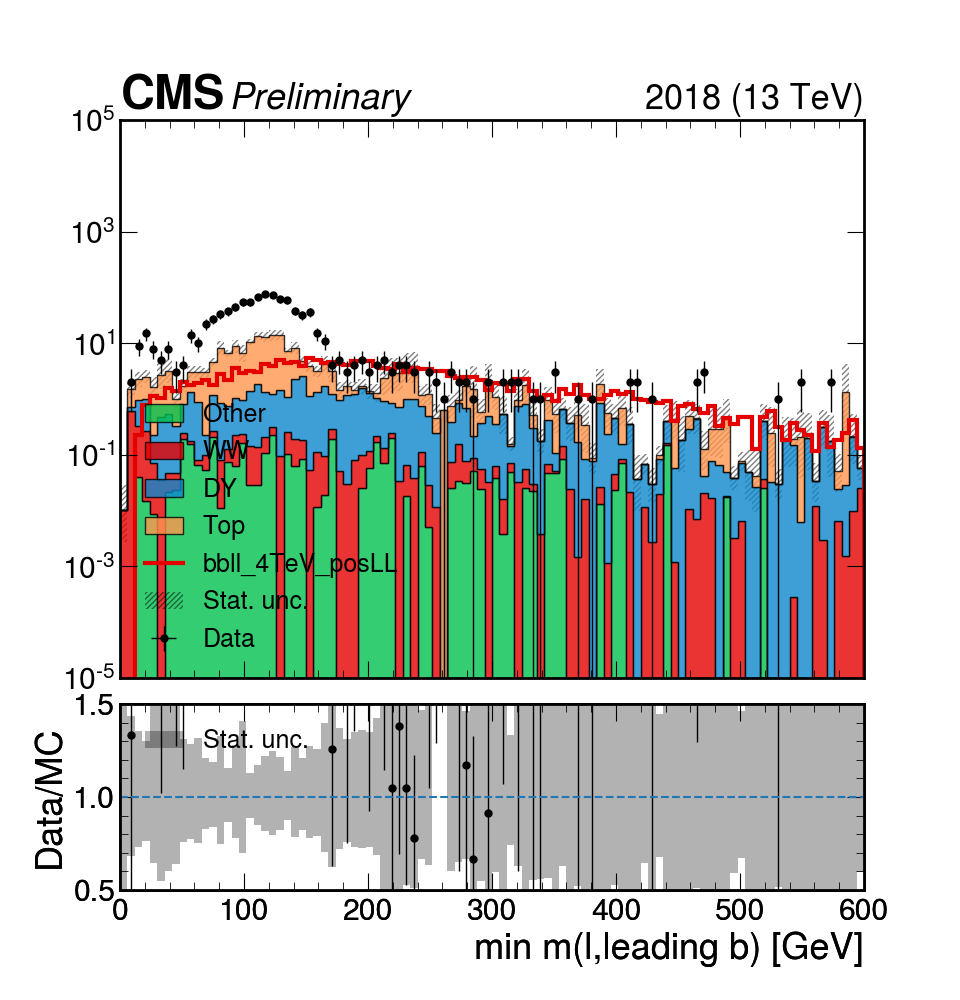 CMS Preliminary 2018 (13 TeV)
10^5
10^3
10^1
10^-1
10^-3
10^-5
Other
WW
DY
Top
bbll_4TeV_posLL
Stat. unc.
Data
1.5
1.0
0.5
Data/MC
Stat. unc.
0 100 200 300 400 500 600
min m(l,leading b) [GeV]